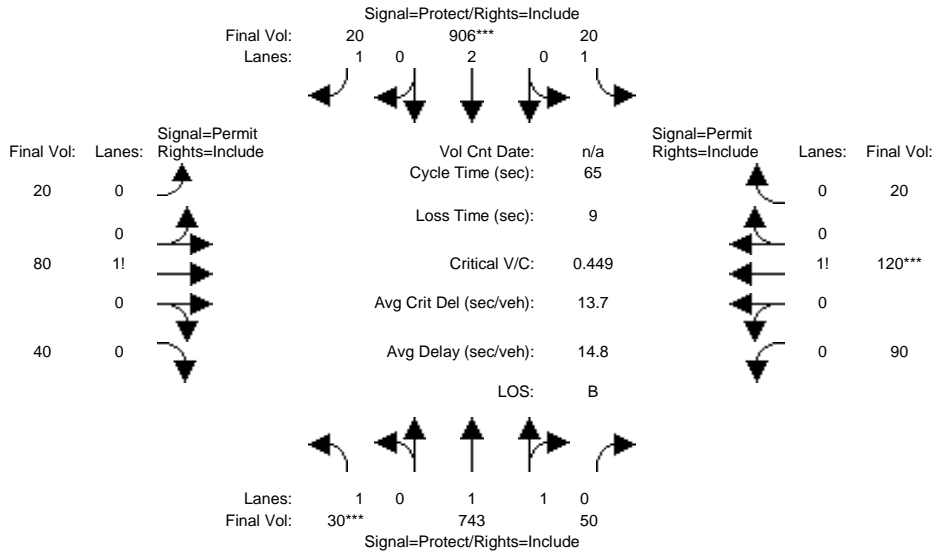 Signal=Protect/Rights=Include
Final Vol: 20 906*** 20
Lanes: 1 0 2 0 1
Signal=Permit Signal=Permit
Final Vol: Lanes: Rights=Include Vol Cnt Date: n/a Rights=Include Lanes: Final Vol:
Cycle Time (sec): 65
20 0 0 20
Loss Time (sec): 9
0 0
80 1! Critical V/C: 0.449 1! 120***
0 Avg Crit Del (sec/veh): 13.7 0
40 0 Avg Delay (sec/veh): 14.8 0 90
LOS: B
Lanes: 1 0 1 1 0
Final Vol: 30*** 743 50
Signal=Protect/Rights=Include